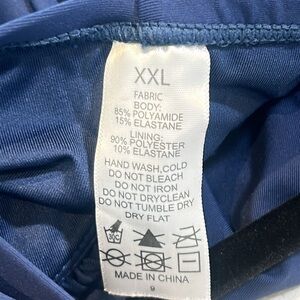 XXL
FABRIC
BODY:
85% POLYAMIDE
15% ELASTANE
LINING:
90% POLYESTER
10% ELASTANE
HAND WASH,COLD
DO NOT BLEACH
DO NOT IRON
DO NOT DRYCLEAN
DO NOT TUMBLE DRY
DRY FLAT
MADE IN CHINA
9